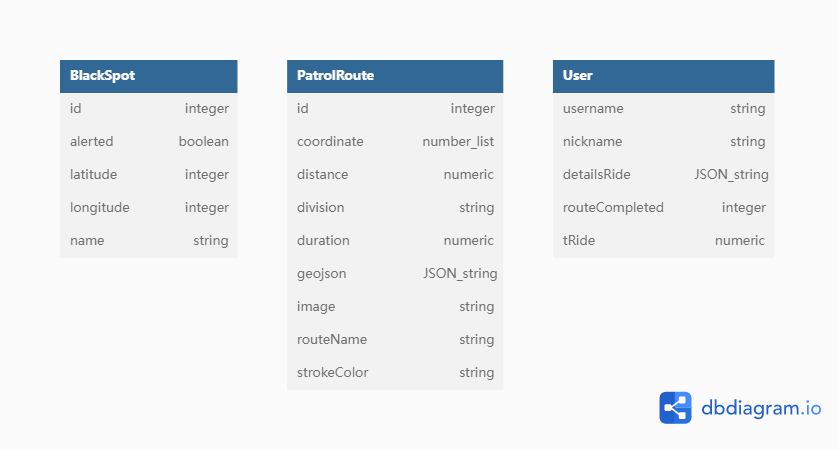 BlackSpot
id integer
alerted boolean
latitude integer
longitude integer
name string
PatrolRoute
id integer
coordinate number_list
distance numeric
division string
duration numeric
geojson JSON_string
image string
routeName string
strokeColor string
User
username string
nickname string
detailsRide JSON_string
routeCompleted integer
tRide numeric
dbdiagram.io